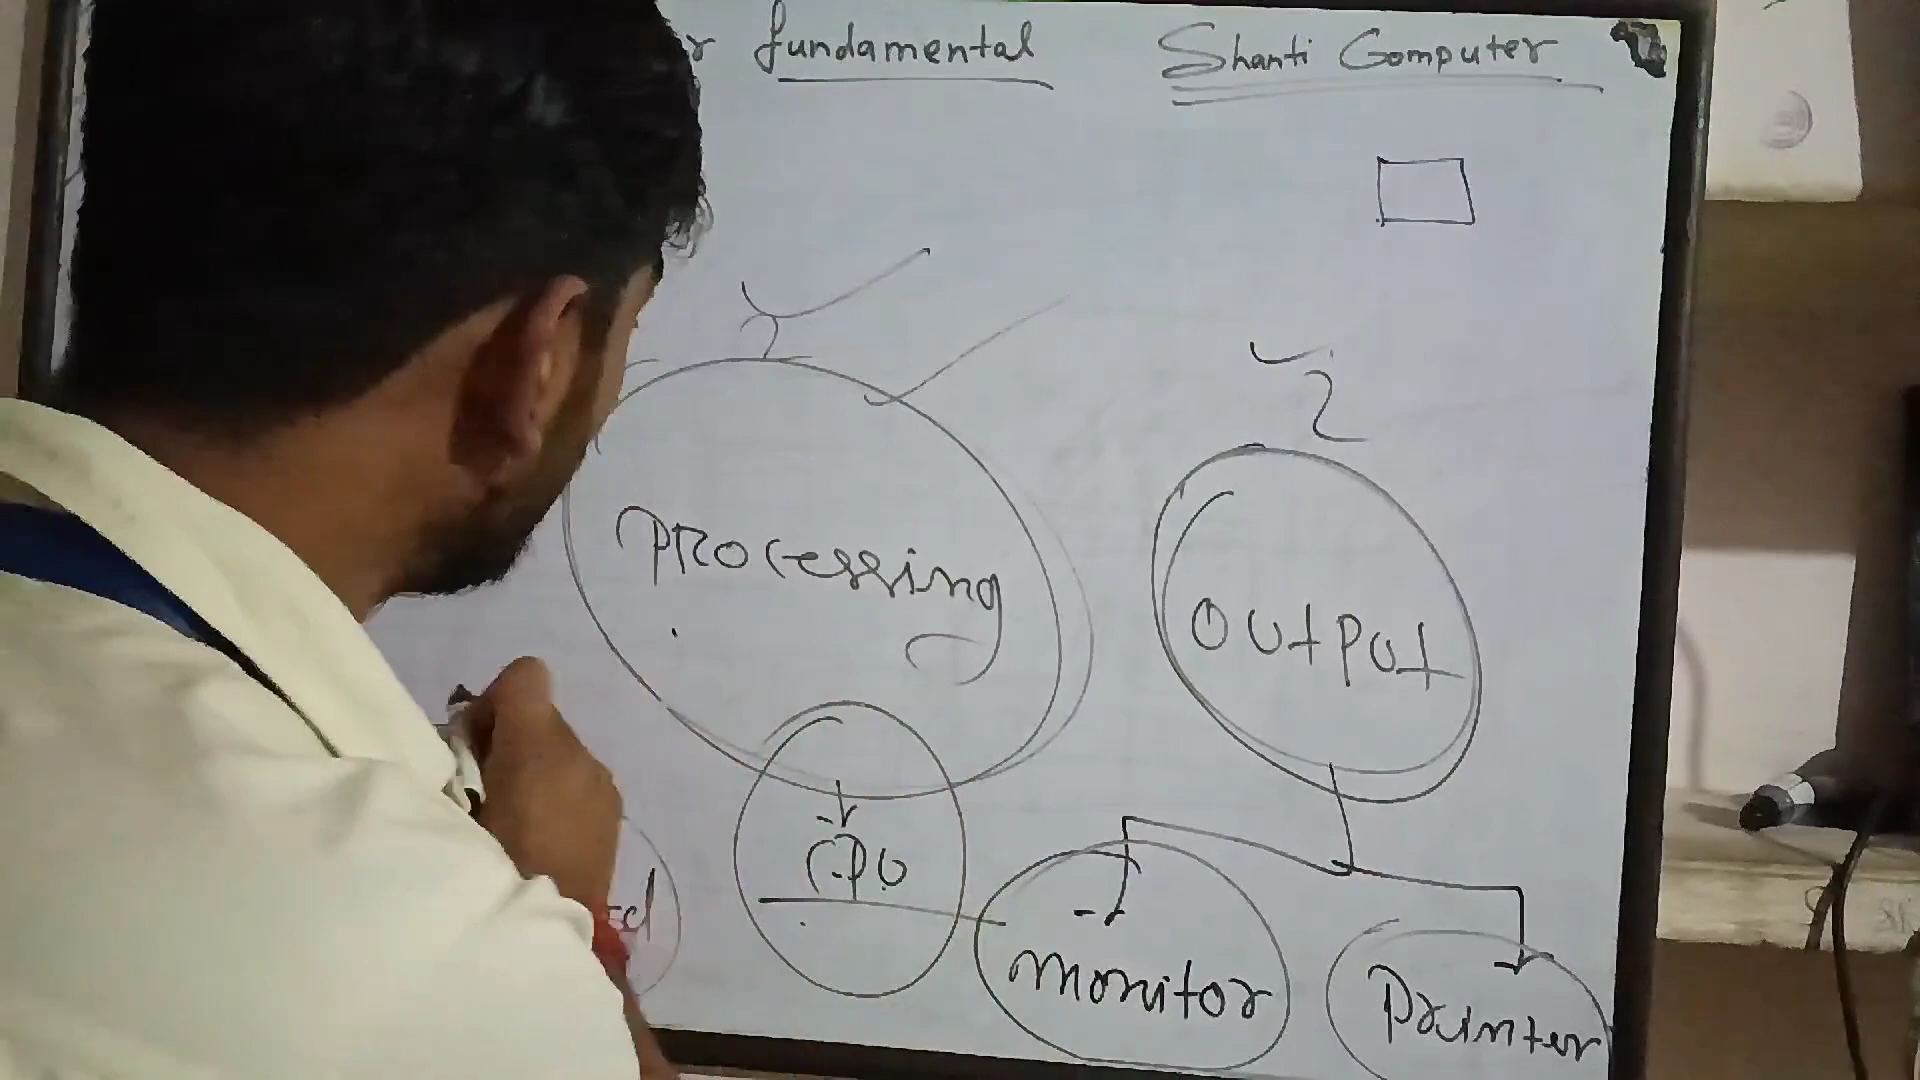 fundamental Shanti Computer
Processing
output
CPU
monitor
Printer